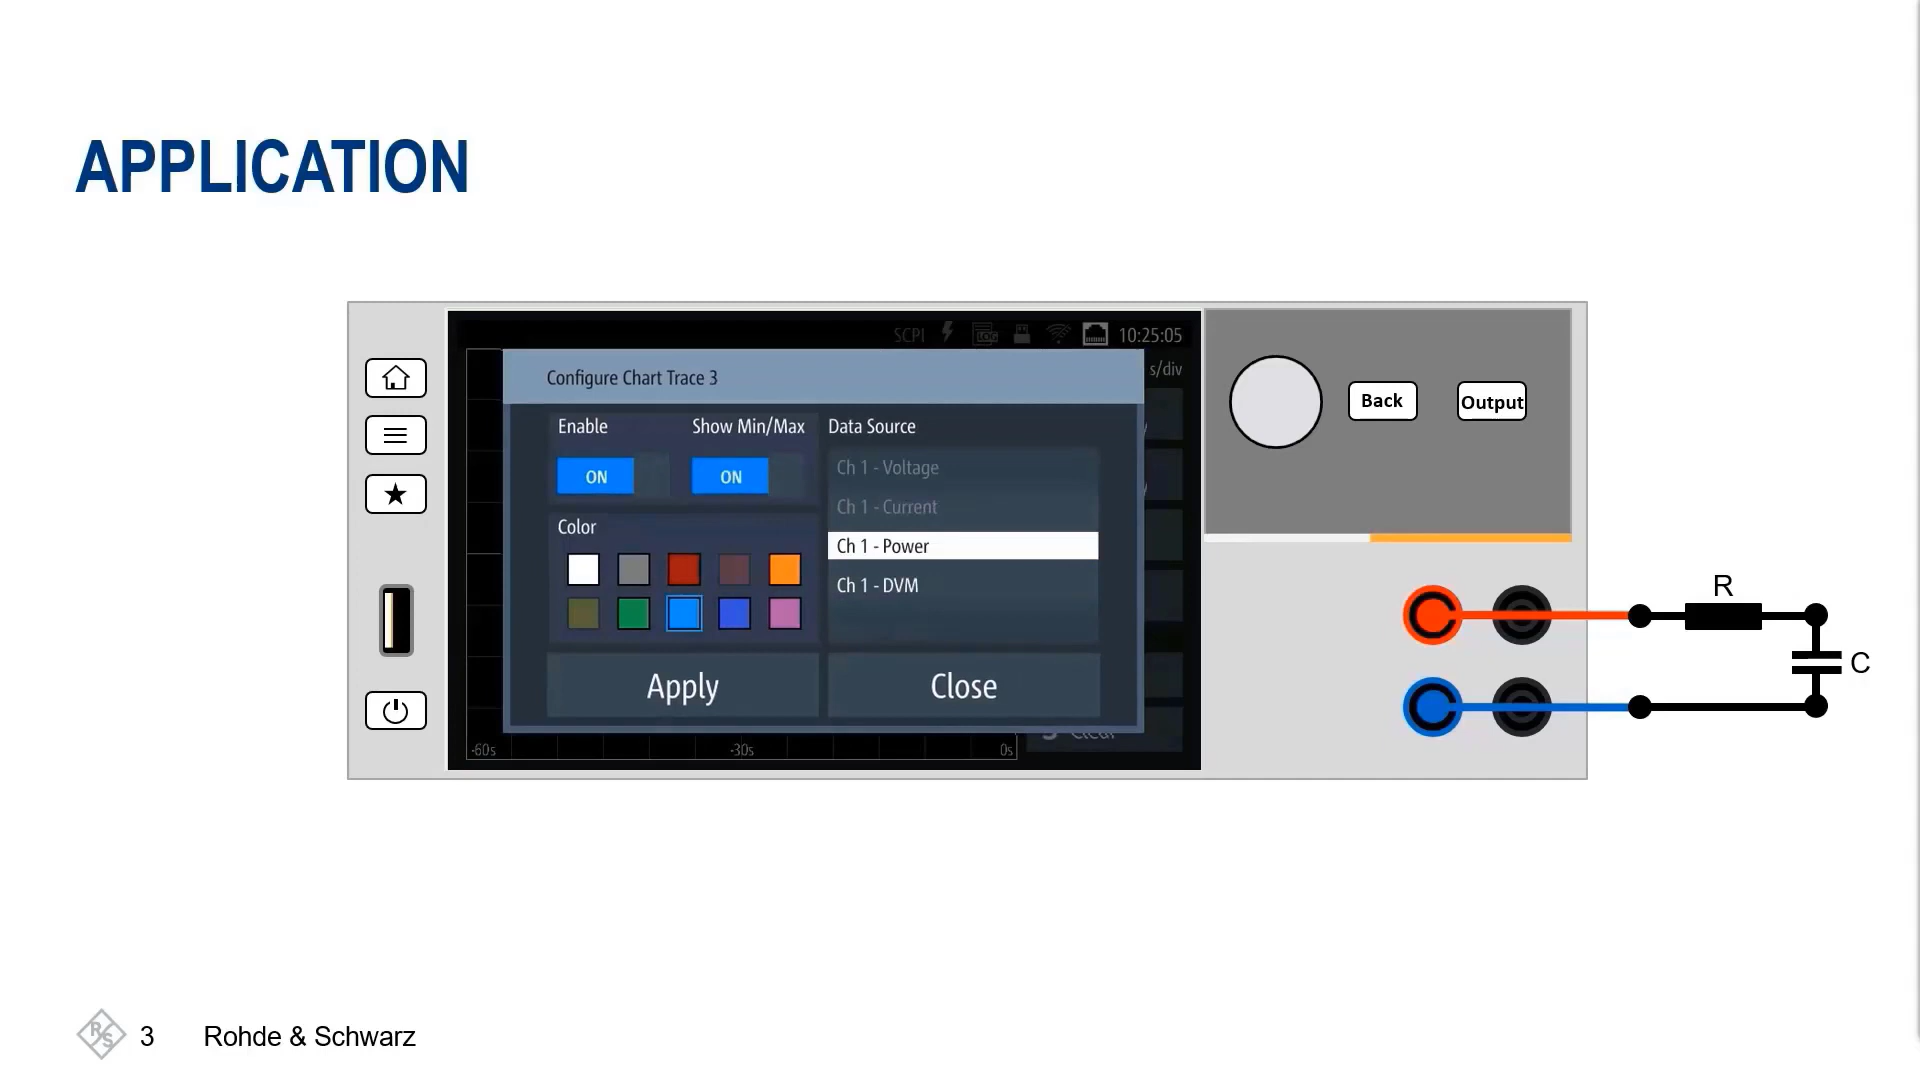 APPLICATION
SCPI LOG 10:25:05
Configure Chart Trace 3
s/div
Enable Show Min/Max Data Source
Ch 1 - Voltage
ON ON
Ch 1 - Current
Color
Ch 1 - Power
Ch 1 - DVM
Apply Close
Clear
-60s -30s 0s
Back Output
R
C
R S 3 Rohde & Schwarz